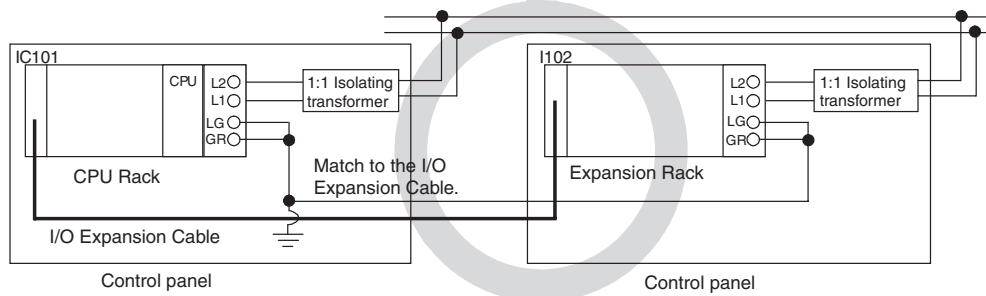 IC101
CPU
L2
L1
LG
GR
1:1 Isolating
transformer
CPU Rack
I/O Expansion Cable
Control panel
Match to the I/O
Expansion Cable.
I102
L2
L1
LG
GR
1:1 Isolating
transformer
Expansion Rack
Control panel